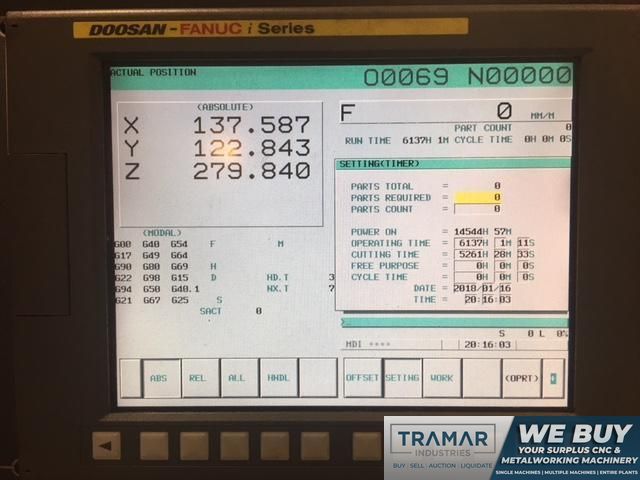 DOOSAN-FANUC i Series
ACTUAL POSITION
O0069 N00000
(ABSOLUTE)
X 137.587
Y 122.843
Z 279.840
F 0 MM/M
PART COUNT 0
RUN TIME 6137H 1M CYCLE TIME 0H 0M 0S
SETTING(TIMER)
PARTS TOTAL = 0
PARTS REQUIRED = 0
PARTS COUNT = 0
POWER ON = 14544H 57M
OPERATING TIME = 6137H 1M 11S
CUTTING TIME = 5261H 28M 33S
FREE PURPOSE = 0H 0M 0S
CYCLE TIME = 0H 0M 0S
DATE = 2018/01/16
TIME = 20:16:03
(MODAL)
G00 G40 G54 F M
G17 G49 G64
G90 G80 G69 H
G22 G98 G15 D HD.T 3
G94 G50 G40.1 NX.T 7
G21 G67 G25 S
SACT 0
S 0 L 0%
MDI **** 20:16:03
ABS REL ALL HNDL
OFFSET SETING WORK (OPRT)
TRAMAR
INDUSTRIES
BUY | SELL | AUCTION | LIQUIDATE
WE BUY
YOUR SURPLUS CNC &
METALWORKING MACHINERY
SINGLE MACHINES | MULTIPLE MACHINES | ENTIRE PLANTS